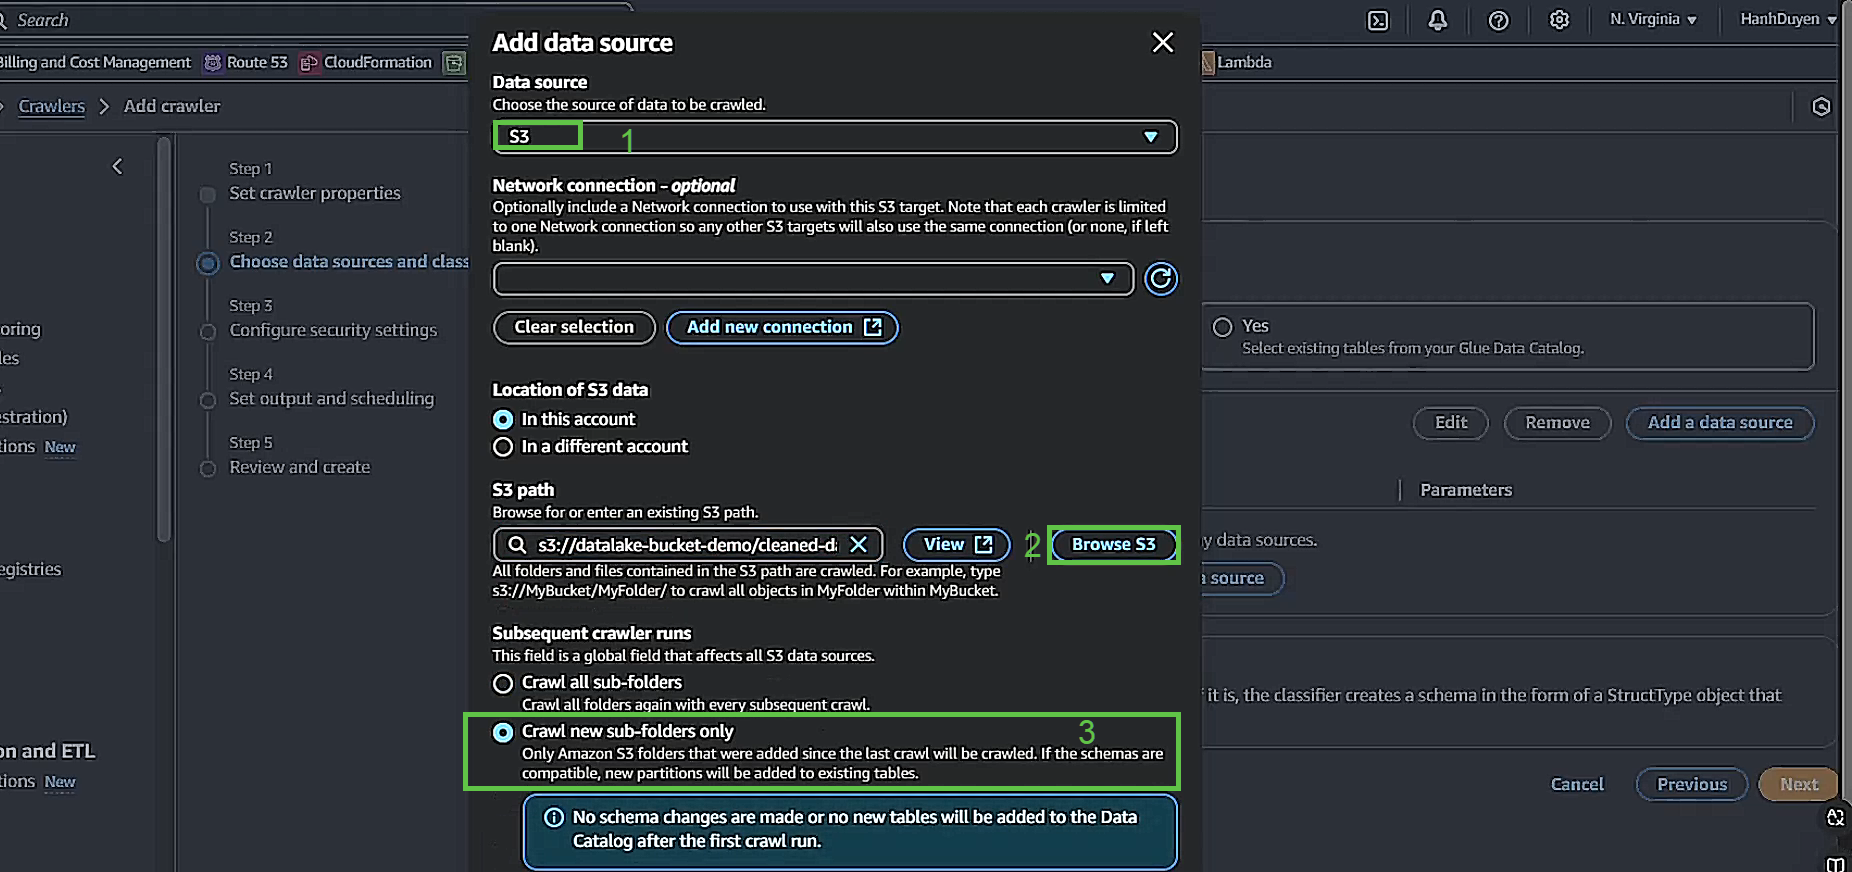 Search
N. Virginia
HanhDuyen
Billing and Cost Management
Route 53
CloudFormation
Lambda
Crawlers
Add crawler
Step 1
Set crawler properties
Step 2
Choose data sources and class
Step 3
Configure security settings
Step 4
Set output and scheduling
Step 5
Review and create
New
on and ETL
New
Add data source
Data source
Choose the source of data to be crawled.
S3
1
Network connection - optional
Optionally include a Network connection to use with this S3 target. Note that each crawler is limited
to one Network connection so any other S3 targets will also use the same connection (or none, if left
blank).
Clear selection
Add new connection
Location of S3 data
In this account
In a different account
S3 path
Browse for or enter an existing S3 path.
s3://datalake-bucket-demo/cleaned-da
View
2
Browse S3
All folders and files contained in the S3 path are crawled. For example, type
s3://MyBucket/MyFolder/ to crawl all objects in MyFolder within MyBucket.
Subsequent crawler runs
This field is a global field that affects all S3 data sources.
Crawl all sub-folders
Crawl all folders again with every subsequent crawl.
Crawl new sub-folders only
3
Only Amazon S3 folders that were added since the last crawl will be crawled. If the schemas are
compatible, new partitions will be added to existing tables.
No schema changes are made or no new tables will be added to the Data
Catalog after the first crawl run.
Yes
Select existing tables from your Glue Data Catalog.
Edit
Remove
Add a data source
Parameters
y data sources.
source
it is, the classifier creates a schema in the form of a StructType object that
Cancel
Previous
Next